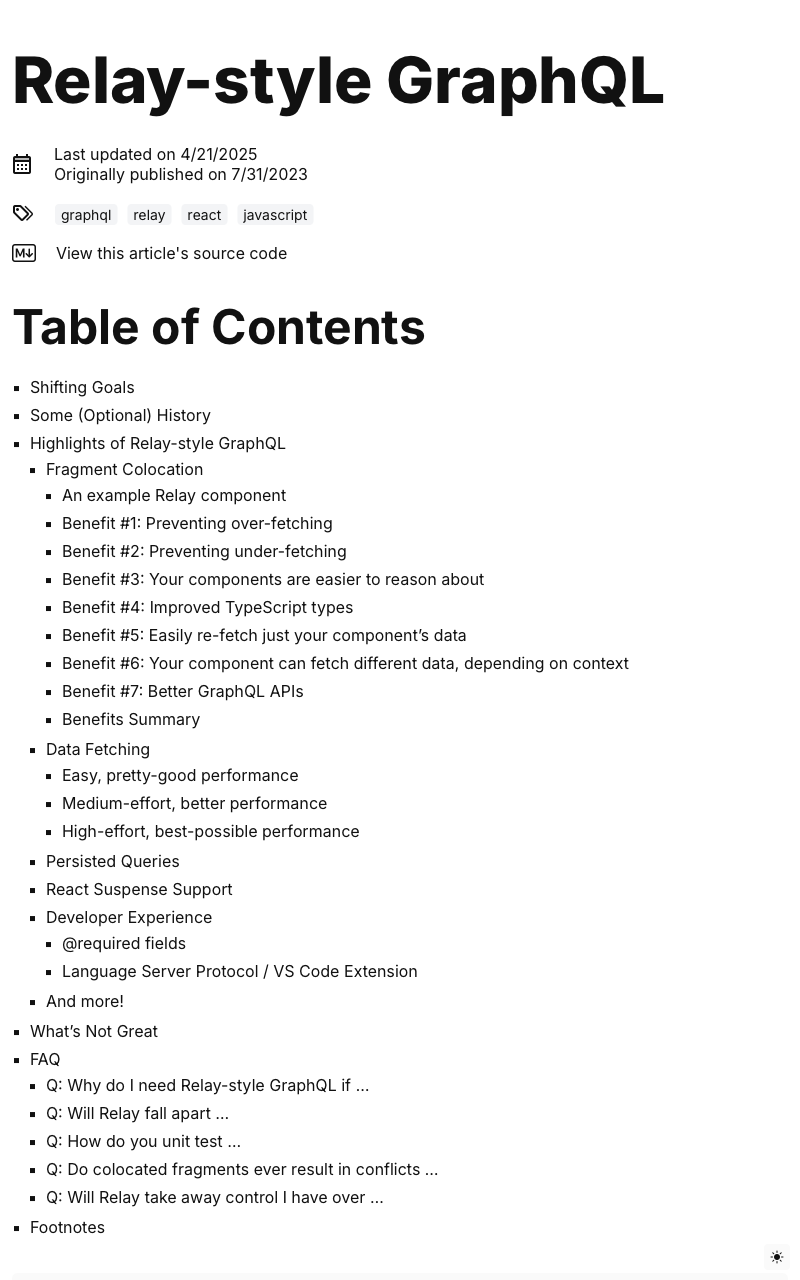 Relay-style GraphQL
Last updated on 4/21/2025
Originally published on 7/31/2023
graphql relay react javascript
View this article's source code
Table of Contents
Shifting Goals
Some (Optional) History
Highlights of Relay-style GraphQL
Fragment Colocation
An example Relay component
Benefit #1: Preventing over-fetching
Benefit #2: Preventing under-fetching
Benefit #3: Your components are easier to reason about
Benefit #4: Improved TypeScript types
Benefit #5: Easily re-fetch just your component’s data
Benefit #6: Your component can fetch different data, depending on context
Benefit #7: Better GraphQL APIs
Benefits Summary
Data Fetching
Easy, pretty-good performance
Medium-effort, better performance
High-effort, best-possible performance
Persisted Queries
React Suspense Support
Developer Experience
@required fields
Language Server Protocol / VS Code Extension
And more!
What’s Not Great
FAQ
Q: Why do I need Relay-style GraphQL if …
Q: Will Relay fall apart …
Q: How do you unit test …
Q: Do colocated fragments ever result in conflicts …
Q: Will Relay take away control I have over …
Footnotes